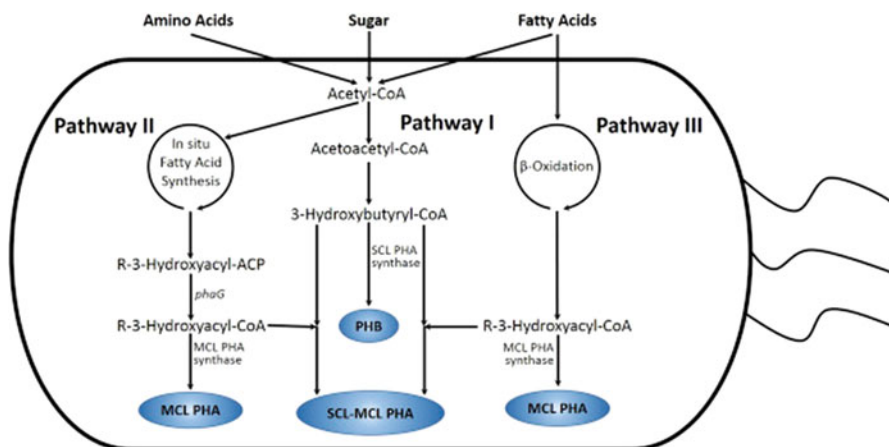 Amino Acids
Sugar
Fatty Acids
Acetyl-CoA
Pathway II
Pathway I
Pathway III
In situ
Fatty Acid
Synthesis
Acetoacetyl-CoA
β-Oxidation
3-Hydroxybutyryl-CoA
SCL PHA
synthase
R-3-Hydroxyacyl-ACP
phaG
R-3-Hydroxyacyl-CoA
PHB
R-3-Hydroxyacyl-CoA
MCL PHA
synthase
MCL PHA
synthase
MCL PHA
SCL-MCL PHA
MCL PHA